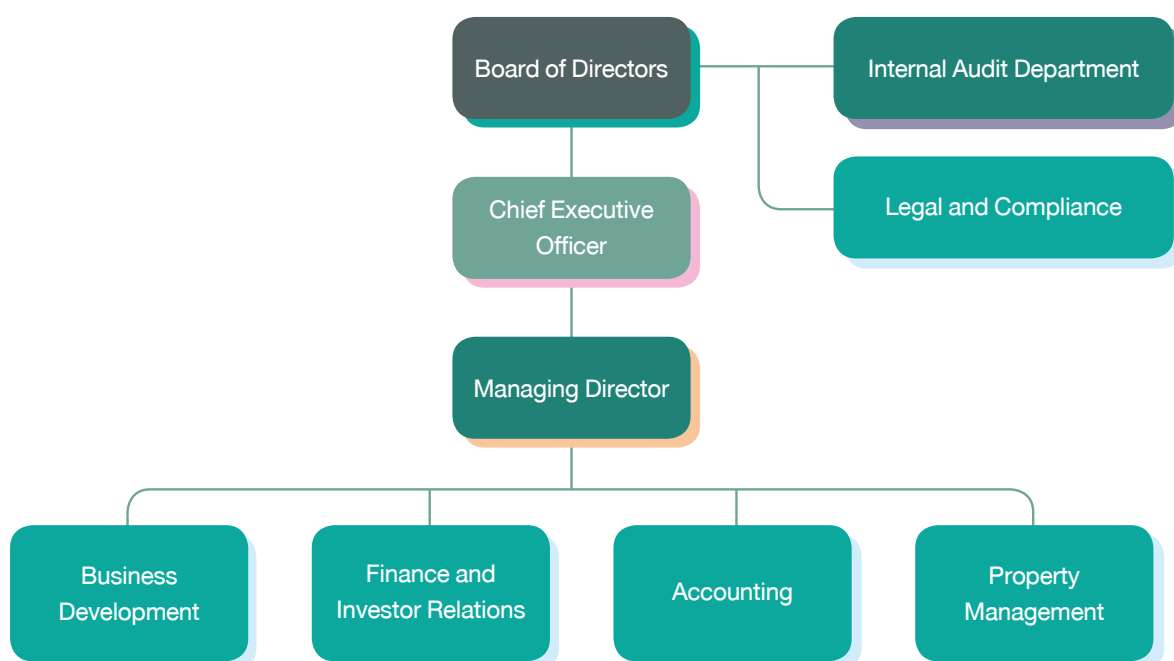 Board of Directors
Internal Audit Department
Chief Executive
Officer
Legal and Compliance
Managing Director
Business
Development
Finance and
Investor Relations
Accounting
Property
Management